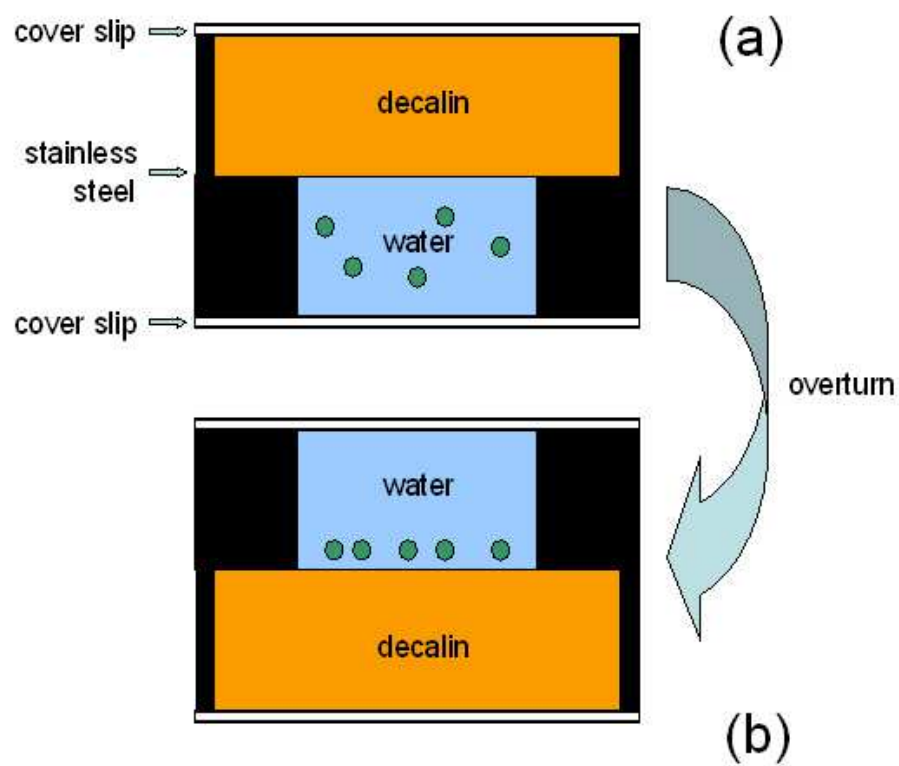 cover slip
(a)
decalin
stainless
steel
water
cover slip
overturn
water
decalin
(b)